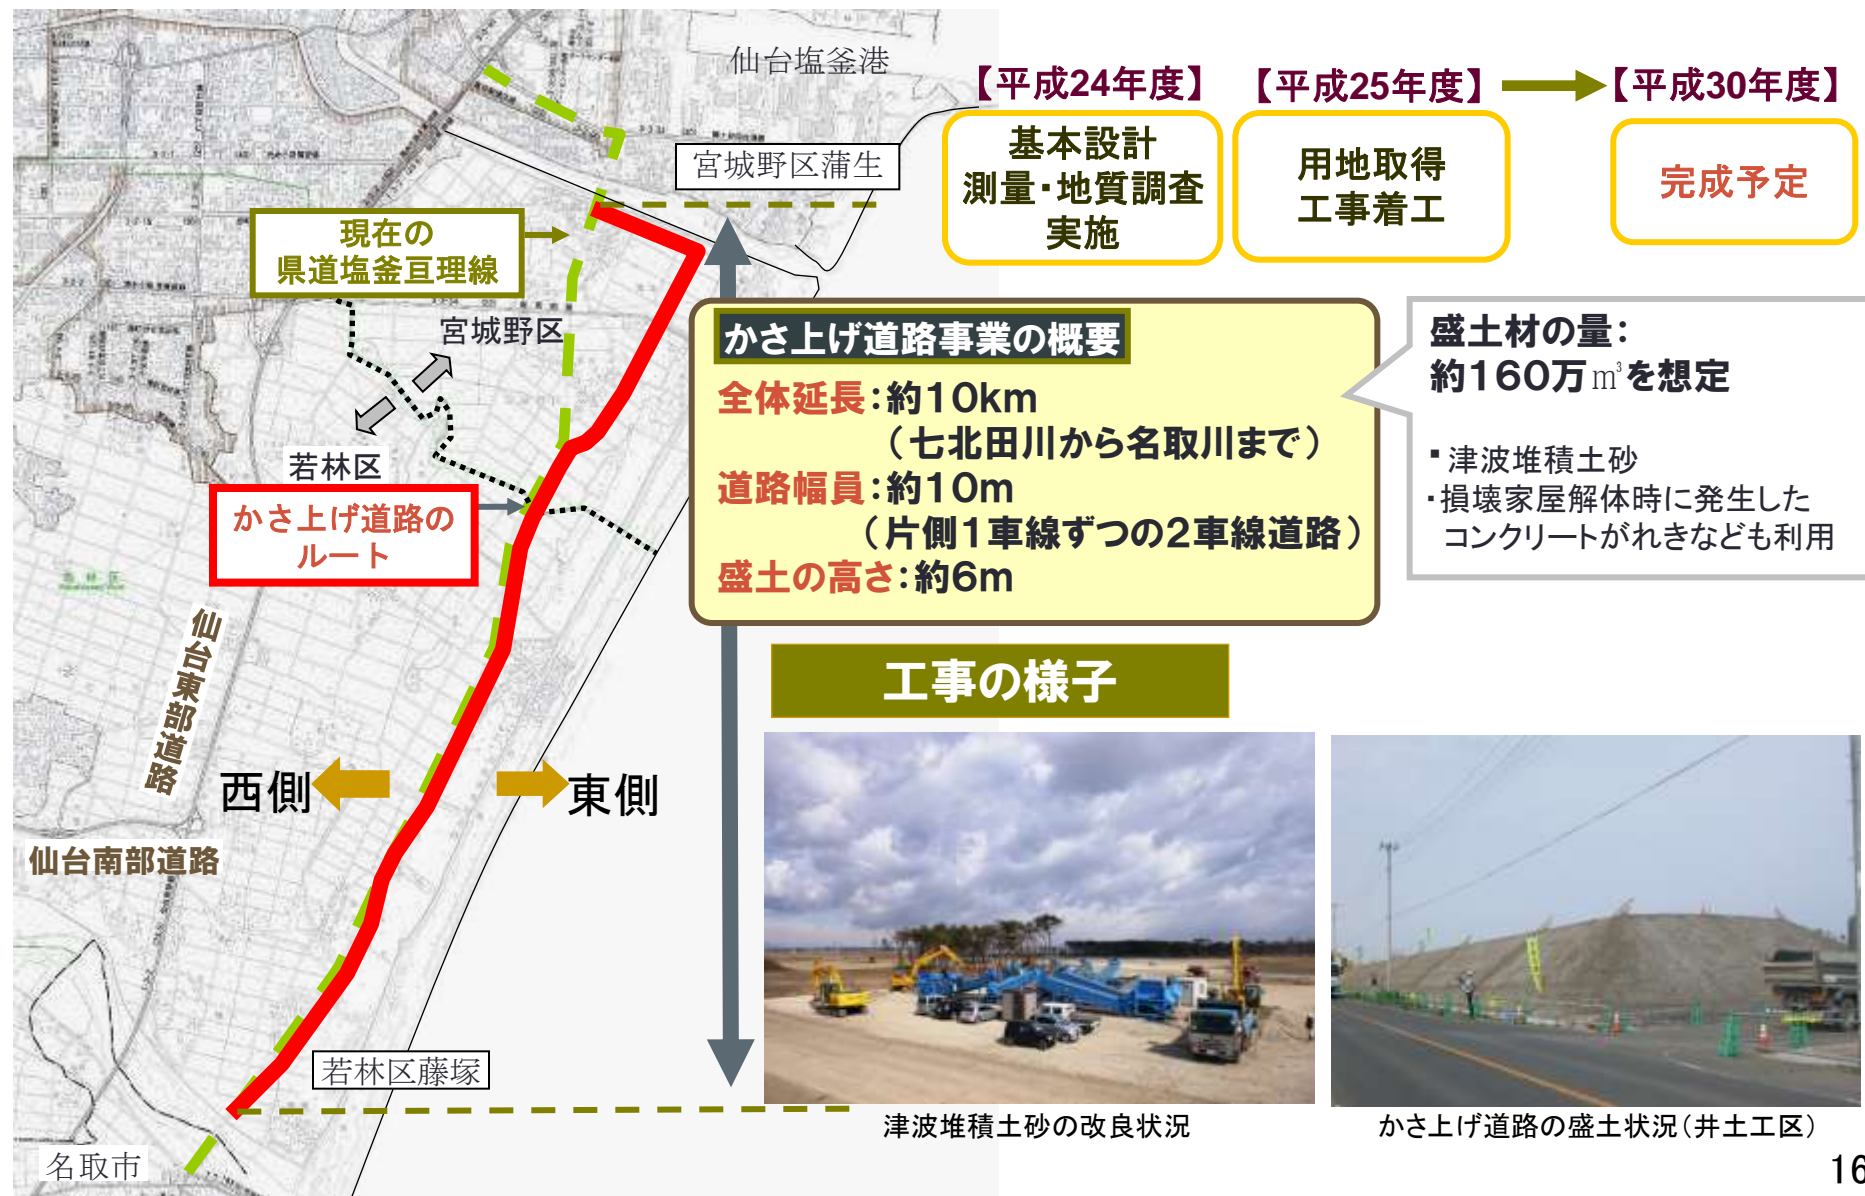 仙台塩釜港
【平成24年度】
基本設計
測量・地質調査
実施
【平成25年度】
用地取得
工事着工
【平成30年度】
完成予定
宮城野区蒲生
現在の
県道塩釜亘理線
宮城野区
若林区
かさ上げ道路の
ルート
かさ上げ道路事業の概要
全体延長：約10km
（七北田川から名取川まで）
道路幅員：約10m
（片側1車線ずつの2車線道路）
盛土の高さ：約6m
盛土材の量：
約160万㎥を想定
▪津波堆積土砂
・損壊家屋解体時に発生した
コンクリートがれきなども利用
仙台東部道路
西側
東側
仙台南部道路
若林区藤塚
名取市
工事の様子
津波堆積土砂の改良状況
かさ上げ道路の盛土状況（井土工区）
16